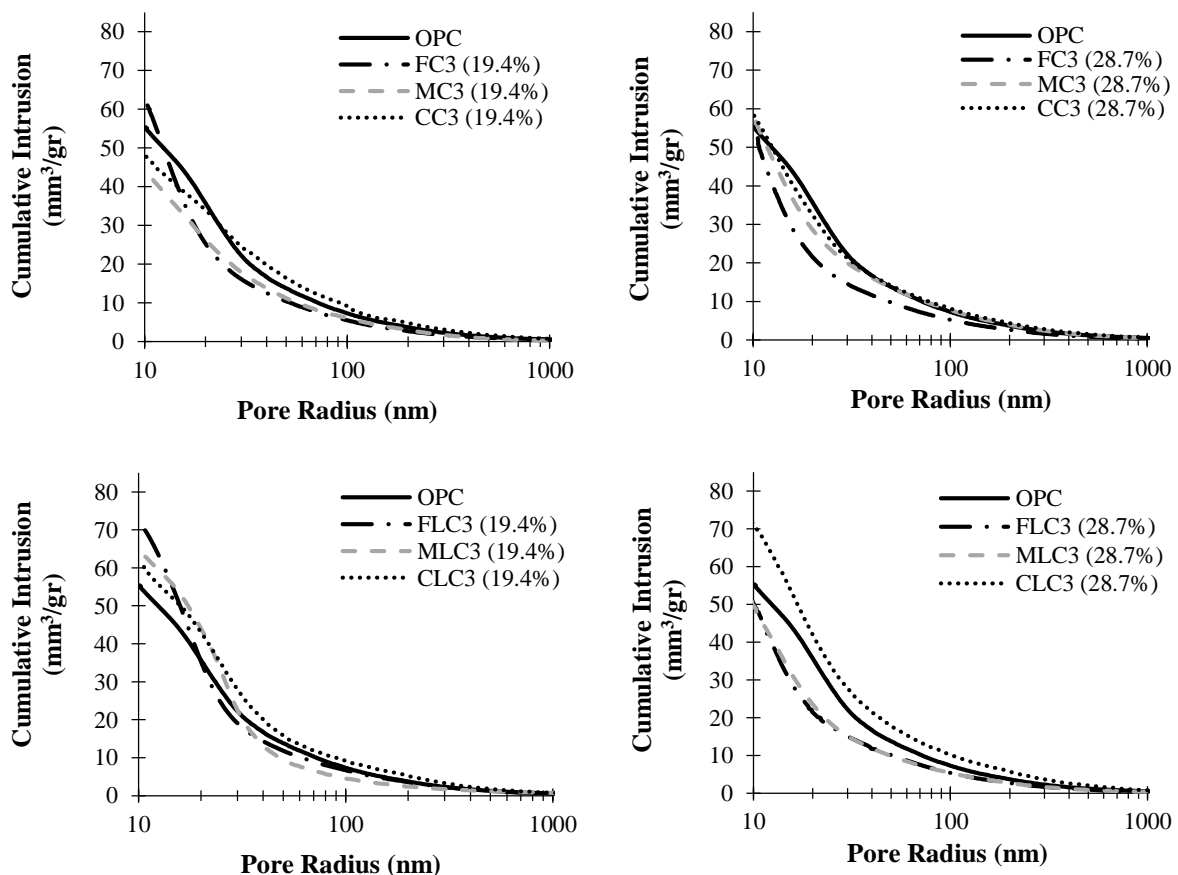 80
70
60
50
40
30
20
10
0
Cumulative Intrusion
(mm³/gr)
OPC
FC3 (19.4%)
MC3 (19.4%)
CC3 (19.4%)
10
100
1000
Pore Radius (nm)
80
70
60
50
40
30
20
10
0
Cumulative Intrusion
(mm³/gr)
OPC
FC3 (28.7%)
MC3 (28.7%)
CC3 (28.7%)
10
100
1000
Pore Radius (nm)
80
70
60
50
40
30
20
10
0
Cumulative Intrusion
(mm³/gr)
OPC
FLC3 (19.4%)
MLC3 (19.4%)
CLC3 (19.4%)
10
100
1000
Pore Radius (nm)
80
70
60
50
40
30
20
10
0
Cumulative Intrusion
(mm³/gr)
OPC
FLC3 (28.7%)
MLC3 (28.7%)
CLC3 (28.7%)
10
100
1000
Pore Radius (nm)